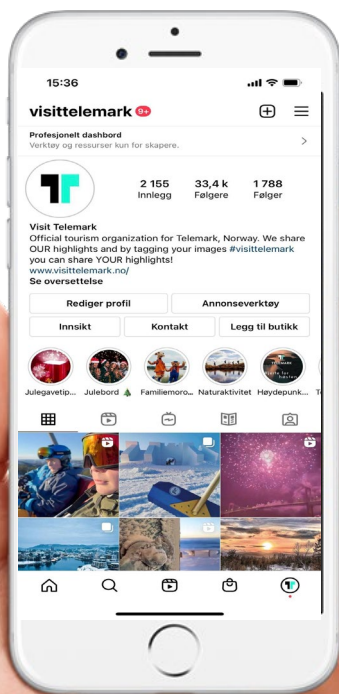 15:36
visittelemark 9+
Profesjonelt dashbord
Verktøy og ressurser kun for skapere.
2 155 33,4 k 1 788
Innlegg Følgere Følger
Visit Telemark
Official tourism organization for Telemark, Norway. We share
OUR highlights and by tagging your images #visittelemark
you can share YOUR highlights!
www.visittelemark.no/
Se oversettelse
Rediger profil Annonseverktøy
Innsikt Kontakt Legg til butikk
Julegavetip... Julebord 🎄 Familiemoro... Naturaktivitet Høydepunk...